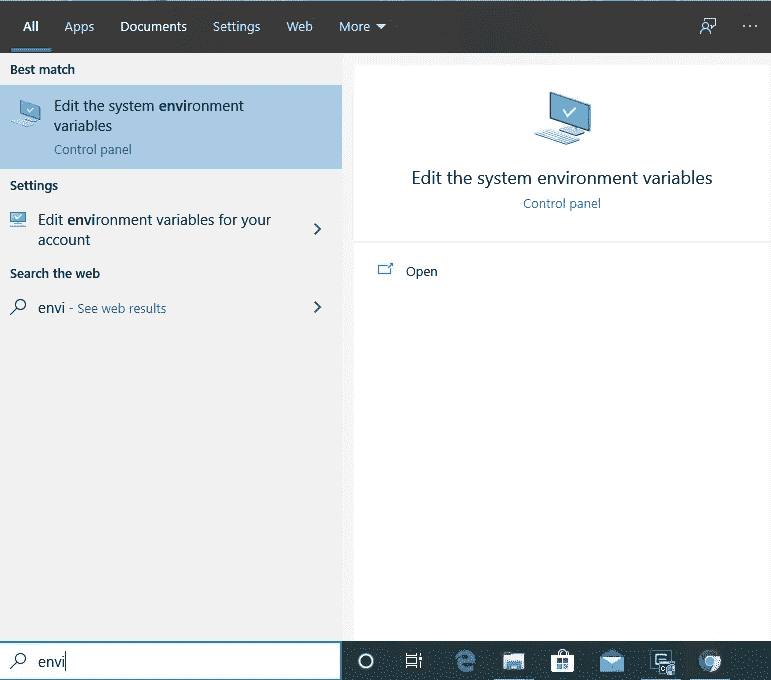 All Apps Documents Settings Web More
Best match
Edit the system environment
variables
Control panel
Settings
Edit environment variables for your
account
Search the web
envi - See web results
Edit the system environment variables
Control panel
Open
envi